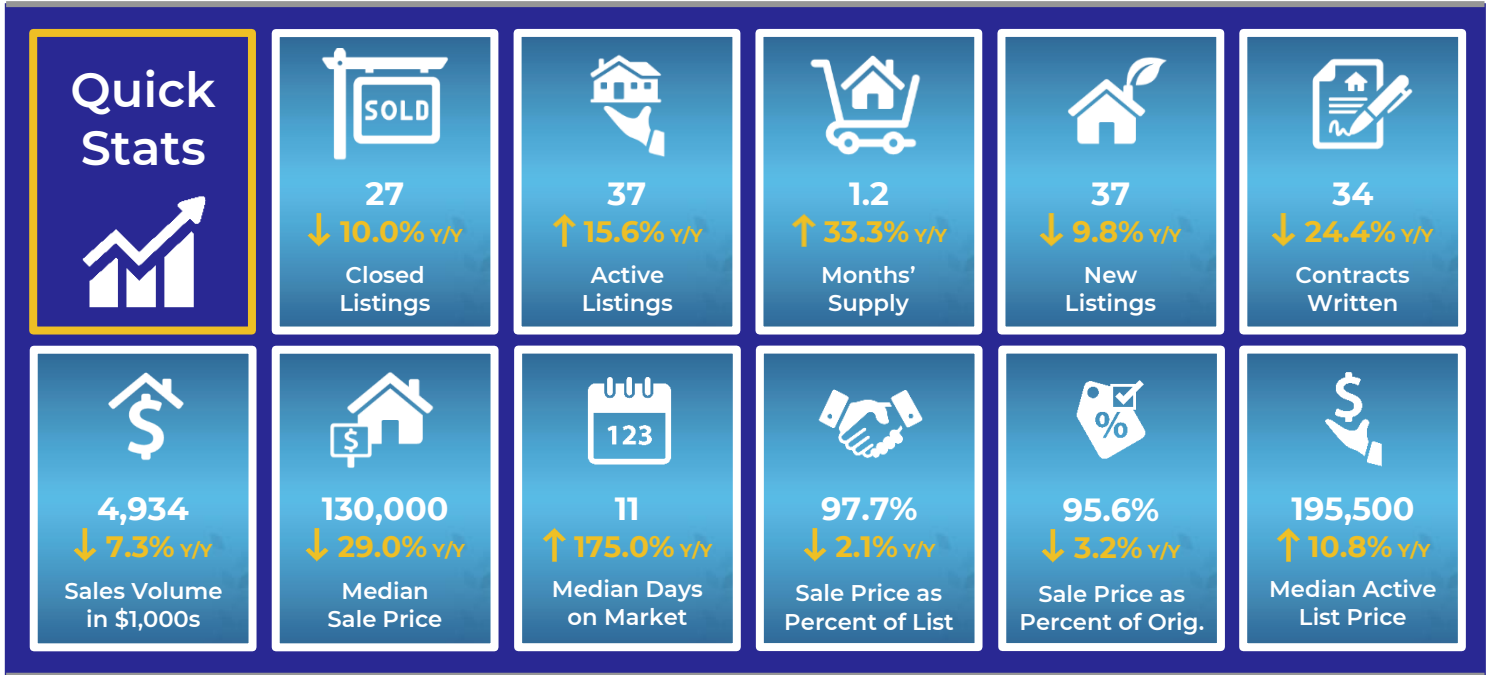 Quick
Stats
SOLD
27
↓ 10.0% Y/Y
Closed
Listings
37
↑ 15.6% Y/Y
Active
Listings
1.2
↑ 33.3% Y/Y
Months’
Supply
37
↓ 9.8% Y/Y
New
Listings
34
↓ 24.4% Y/Y
Contracts
Written
$
4,934
↓ 7.3% Y/Y
Sales Volume
in $1,000s
$
130,000
↓ 29.0% Y/Y
Median
Sale Price
123
11
↑ 175.0% Y/Y
Median Days
on Market
97.7%
↓ 2.1% Y/Y
Sale Price as
Percent of List
%
95.6%
↓ 3.2% Y/Y
Sale Price as
Percent of Orig.
$
195,500
↑ 10.8% Y/Y
Median Active
List Price